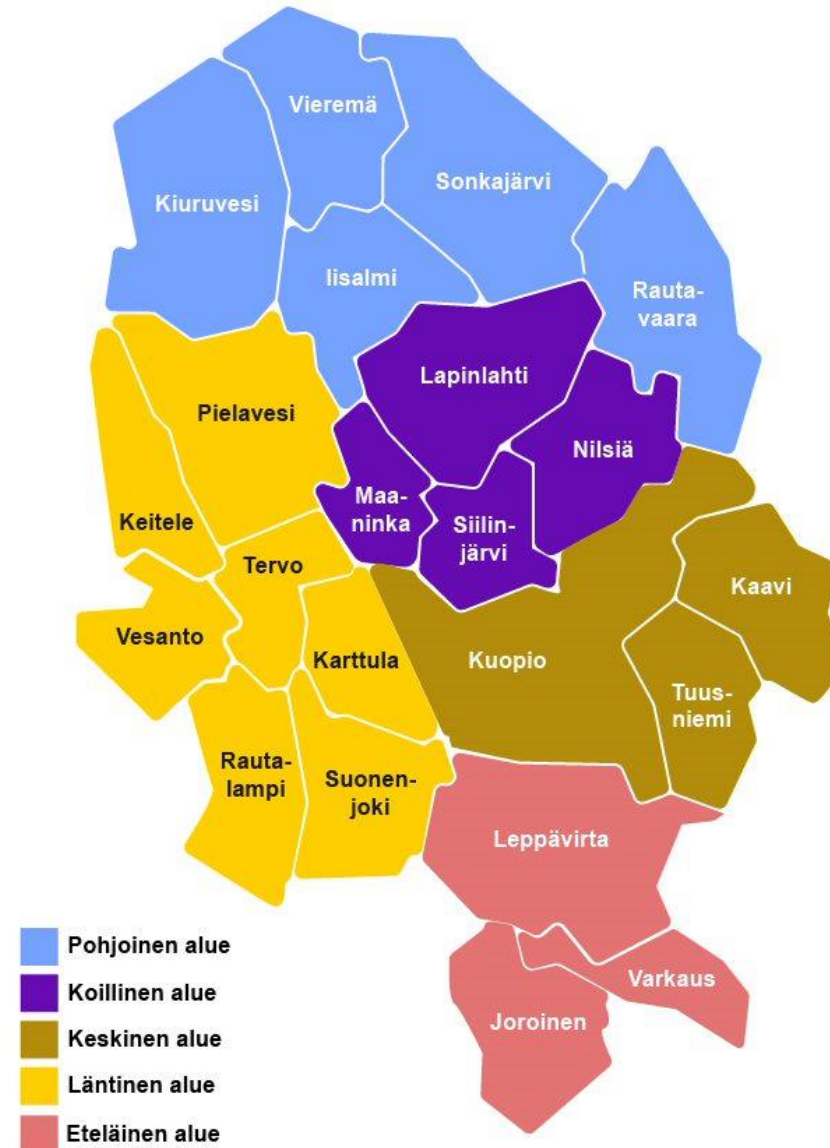 Vieremä
Sonkajärvi
Kiuruvesi
Iisalmi
Rauta-
vaara
Lapinlahti
Pielavesi
Nilsiä
Maa-
ninka
Keitele
Siilin-
järvi
Tervo
Kaavi
Vesanto
Karttula
Kuopio
Tuus-
niemi
Rauta-
lampi
Suonen-
joki
Leppävirta
Varkaus
Joroinen
Pohjoinen alue
Koillinen alue
Keskinen alue
Läntinen alue
Eteläinen alue